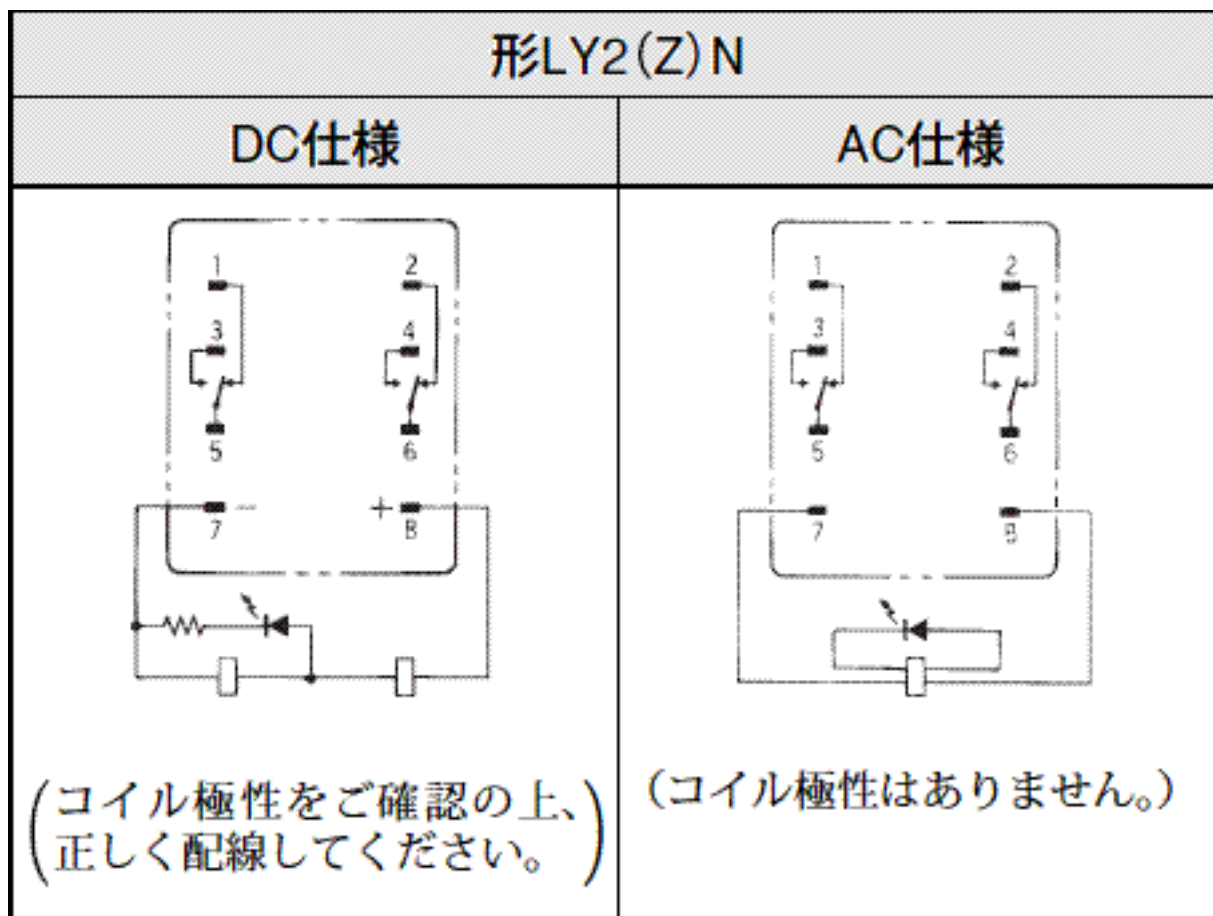 形LY2(Z)N
DC仕様
AC仕様
1 2
3 4
5 6
7 − + 8
(コイル極性をご確認の上、
正しく配線してください。)
1 2
3 4
5 6
7 8
(コイル極性はありません。)